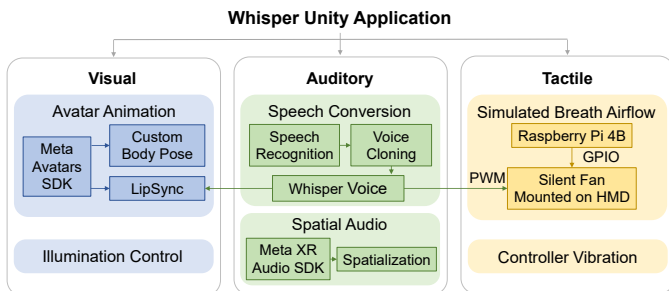 Whisper Unity Application
Visual
Avatar Animation
Meta
Avatars
SDK
Custom
Body Pose
LipSync
Illumination Control
Auditory
Speech Conversion
Speech
Recognition
Voice
Cloning
Whisper Voice
Spatial Audio
Meta XR
Audio SDK
Spatialization
Tactile
Simulated Breath Airflow
Raspberry Pi 4B
GPIO
PWM
Silent Fan
Mounted on HMD
Controller Vibration